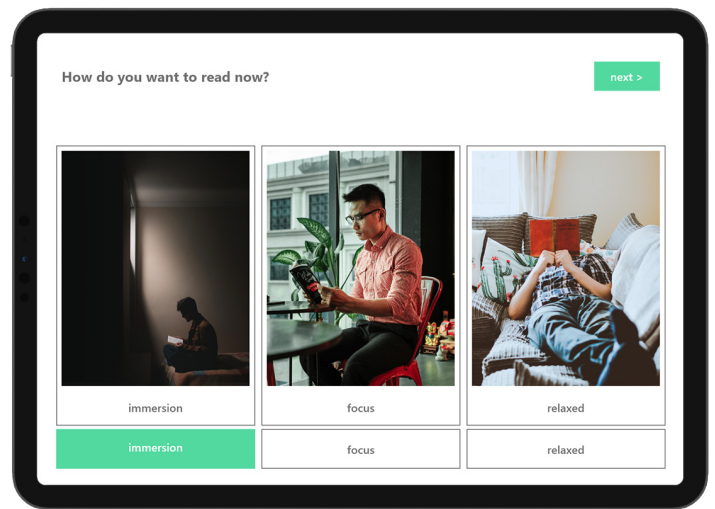 How do you want to read now?
next >
immersion
focus
relaxed
immersion
focus
relaxed